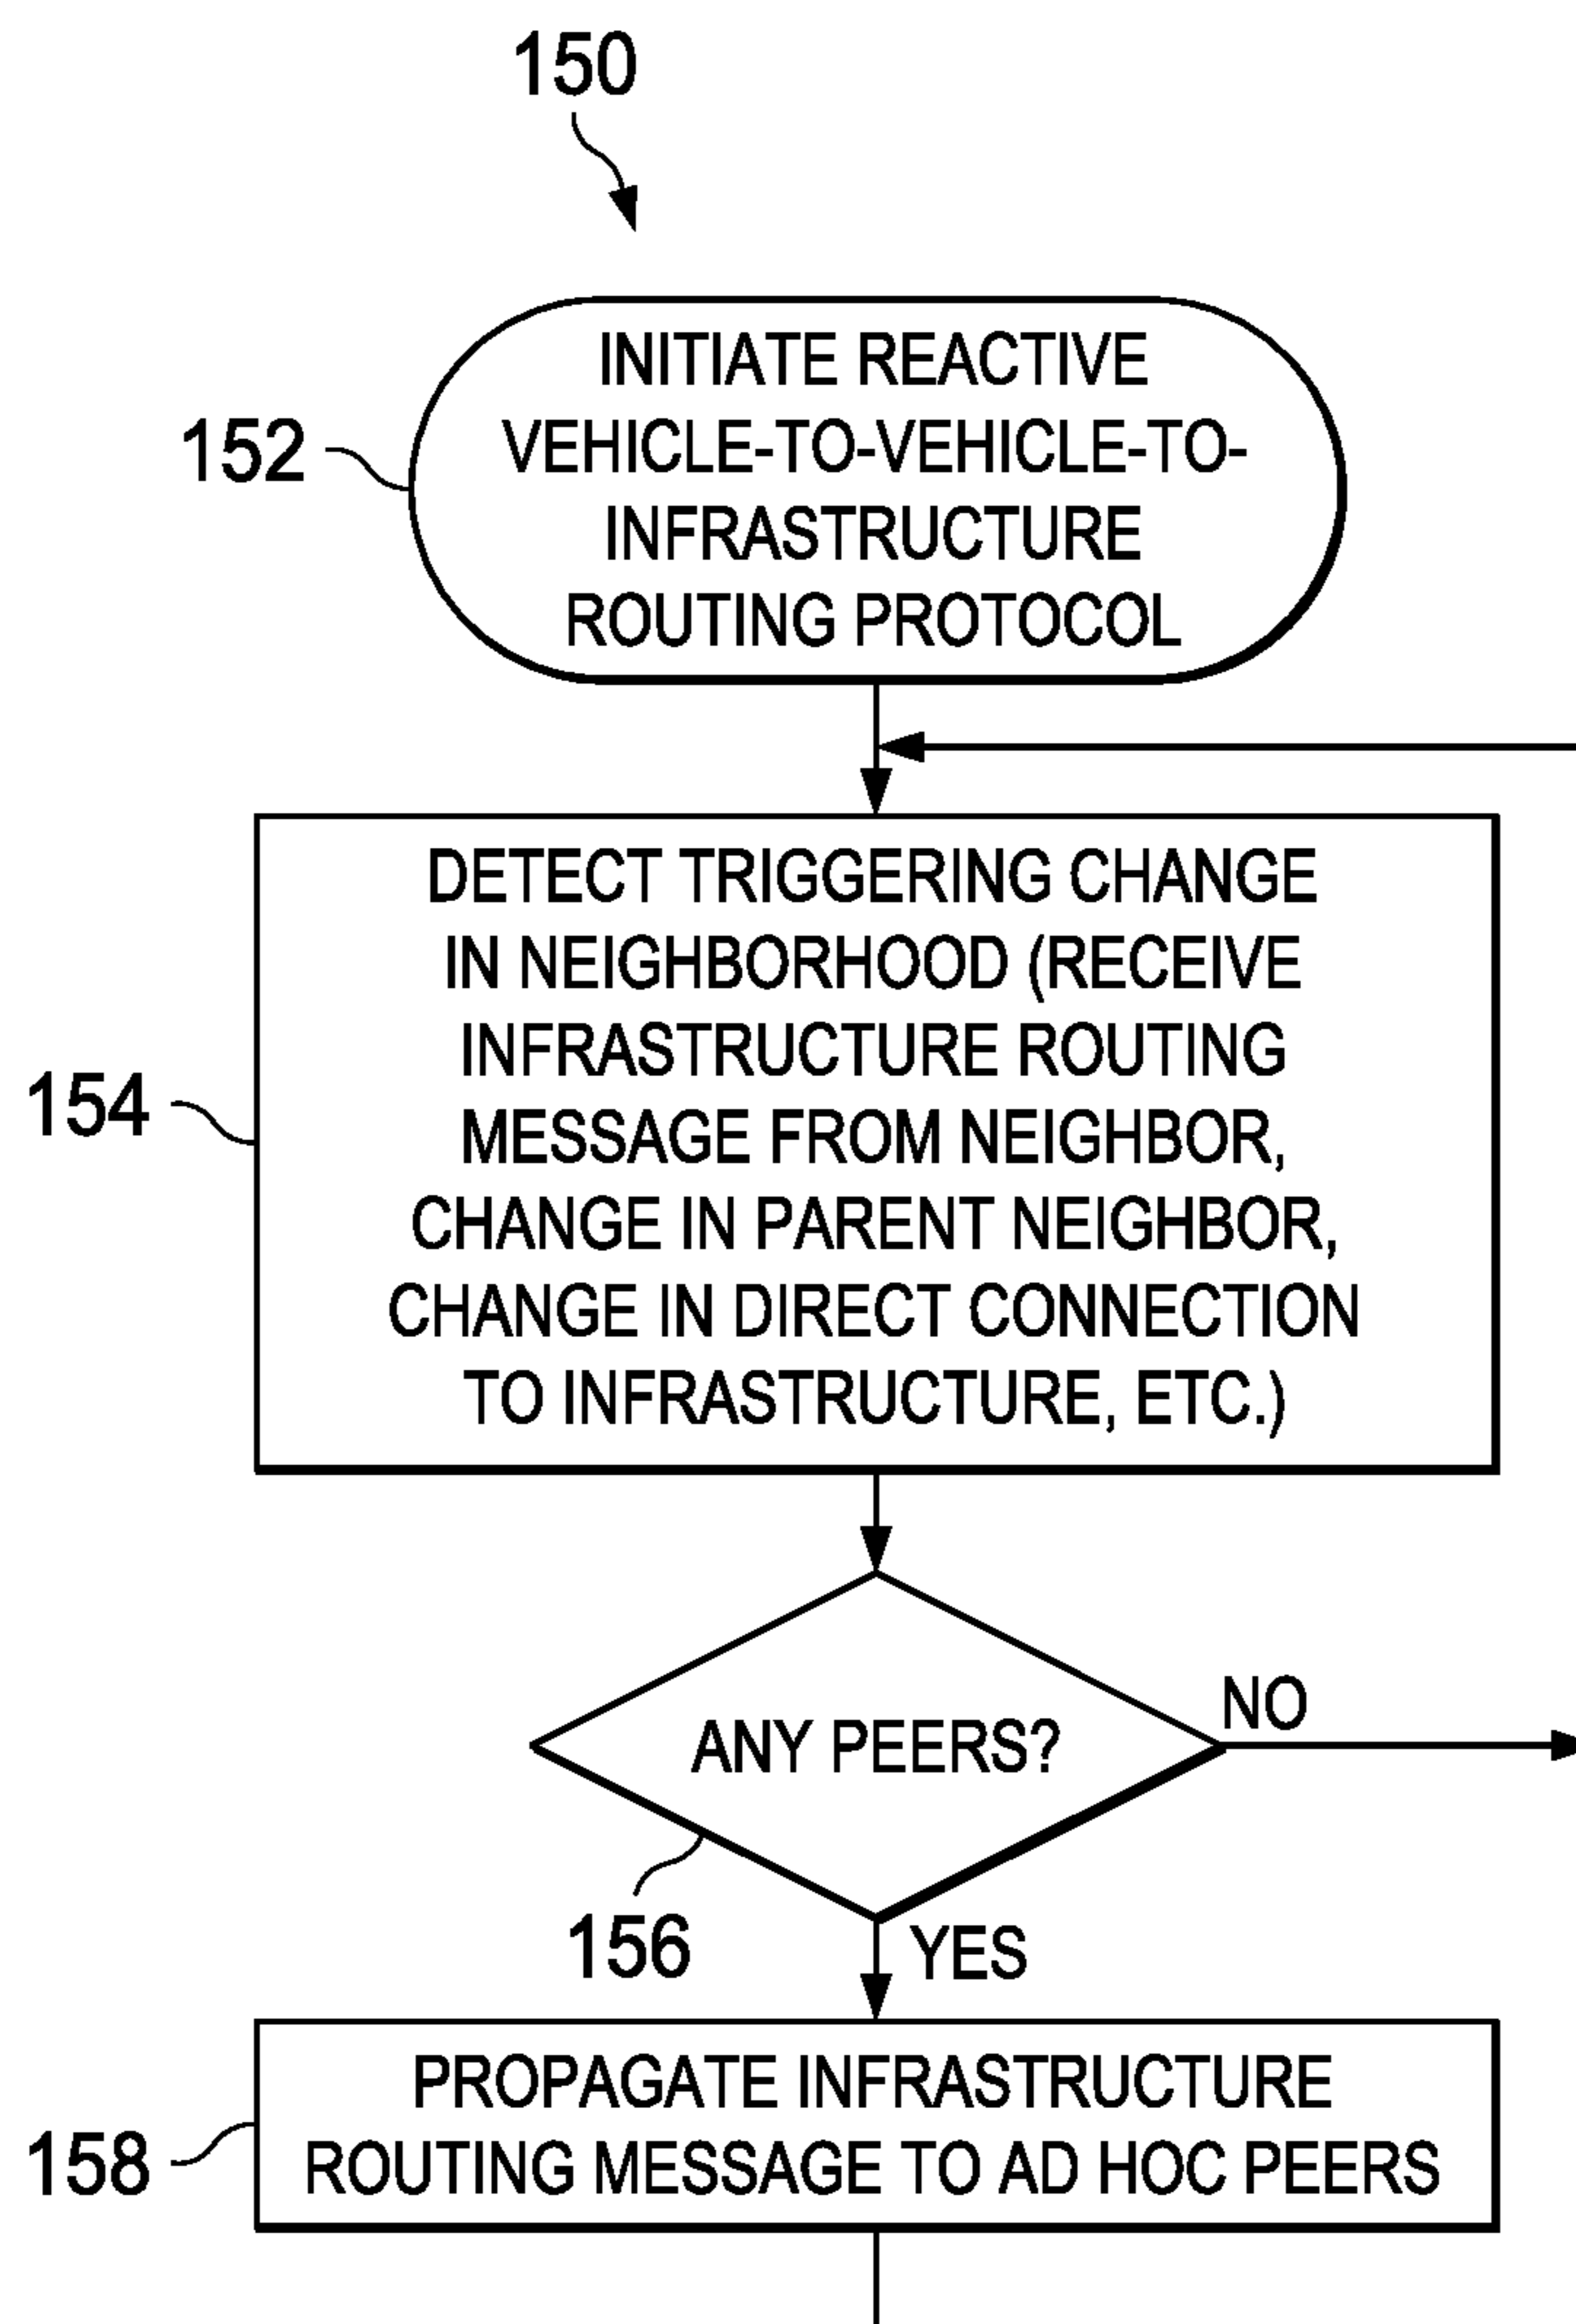 150
INITIATE REACTIVE
VEHICLE-TO-VEHICLE-TO-
INFRASTRUCTURE
ROUTING PROTOCOL
152
DETECT TRIGGERING CHANGE
IN NEIGHBORHOOD (RECEIVE
INFRASTRUCTURE ROUTING
MESSAGE FROM NEIGHBOR,
CHANGE IN PARENT NEIGHBOR,
CHANGE IN DIRECT CONNECTION
TO INFRASTRUCTURE, ETC.)
154
ANY PEERS?
NO
156
YES
PROPAGATE INFRASTRUCTURE
ROUTING MESSAGE TO AD HOC PEERS
158